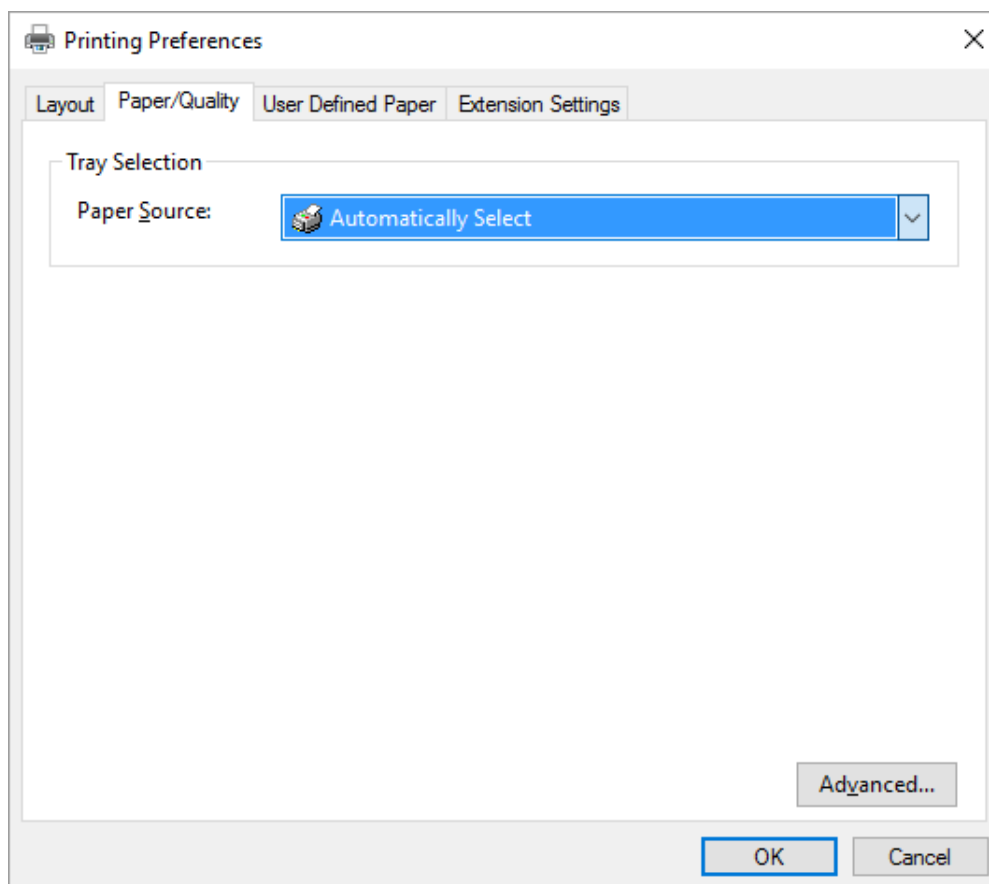 Printing Preferences
Layout Paper/Quality User Defined Paper Extension Settings
Tray Selection
Paper Source: Automatically Select
Advanced...
OK Cancel